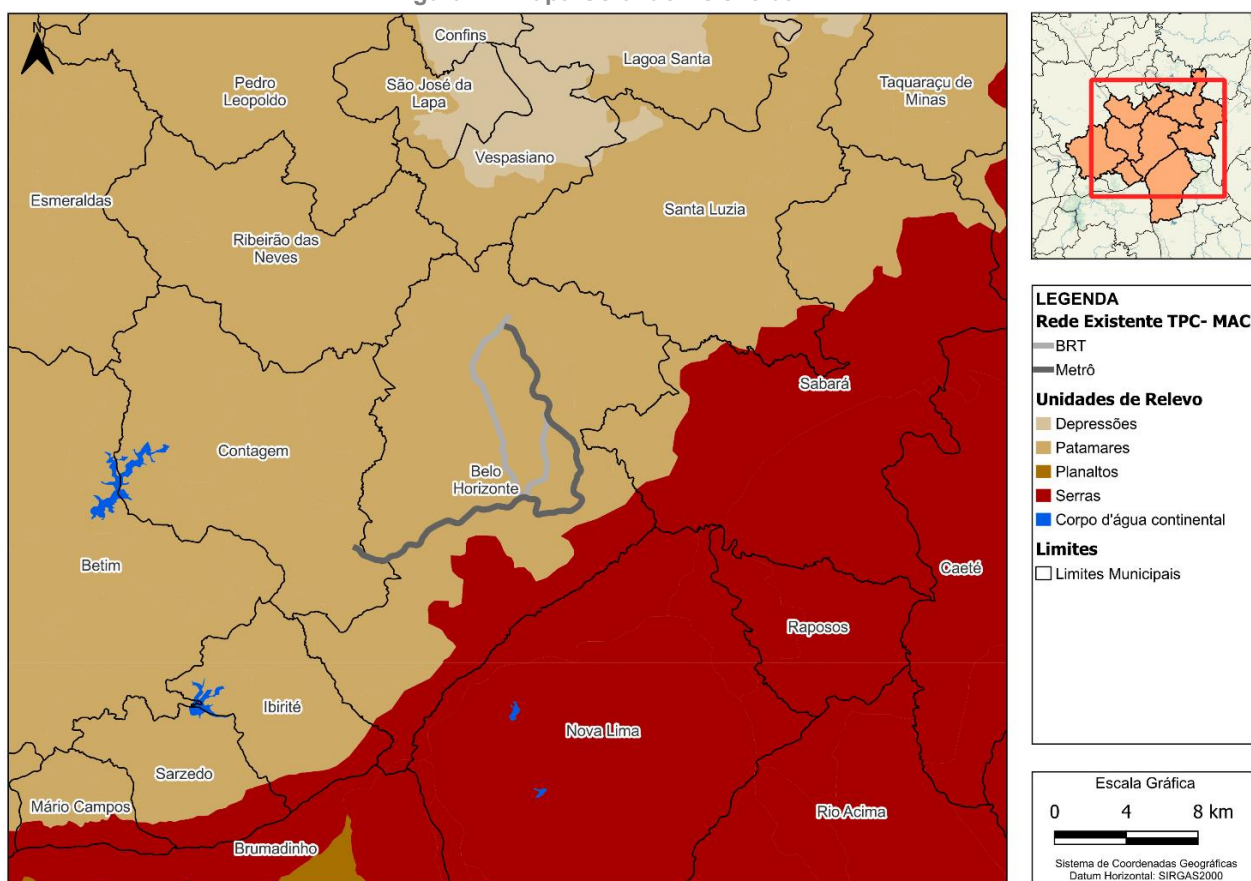 N
Confins
Lagoa Santa
Pedro
Leopoldo
São José da
Lapa
Taquaraçu de
Minas
Vespasiano
Esmeraldas
Santa Luzia
Ribeirão das
Neves
Sabará
Contagem
Belo
Horizonte
Betim
Caeté
Raposos
Ibirité
Nova Lima
Sarzedo
Mário Campos
Rio Acima
Brumadinho
LEGENDA
Rede Existente TPC- MAC
BRT
Metrô
Unidades de Relevo
Depressões
Patamares
Planaltos
Serras
Corpo d'água continental
Limites
Limites Municipais
Escala Gráfica
0 4 8 km
Sistema de Coordenadas Geográficas
Datum Horizontal: SIRGAS2000